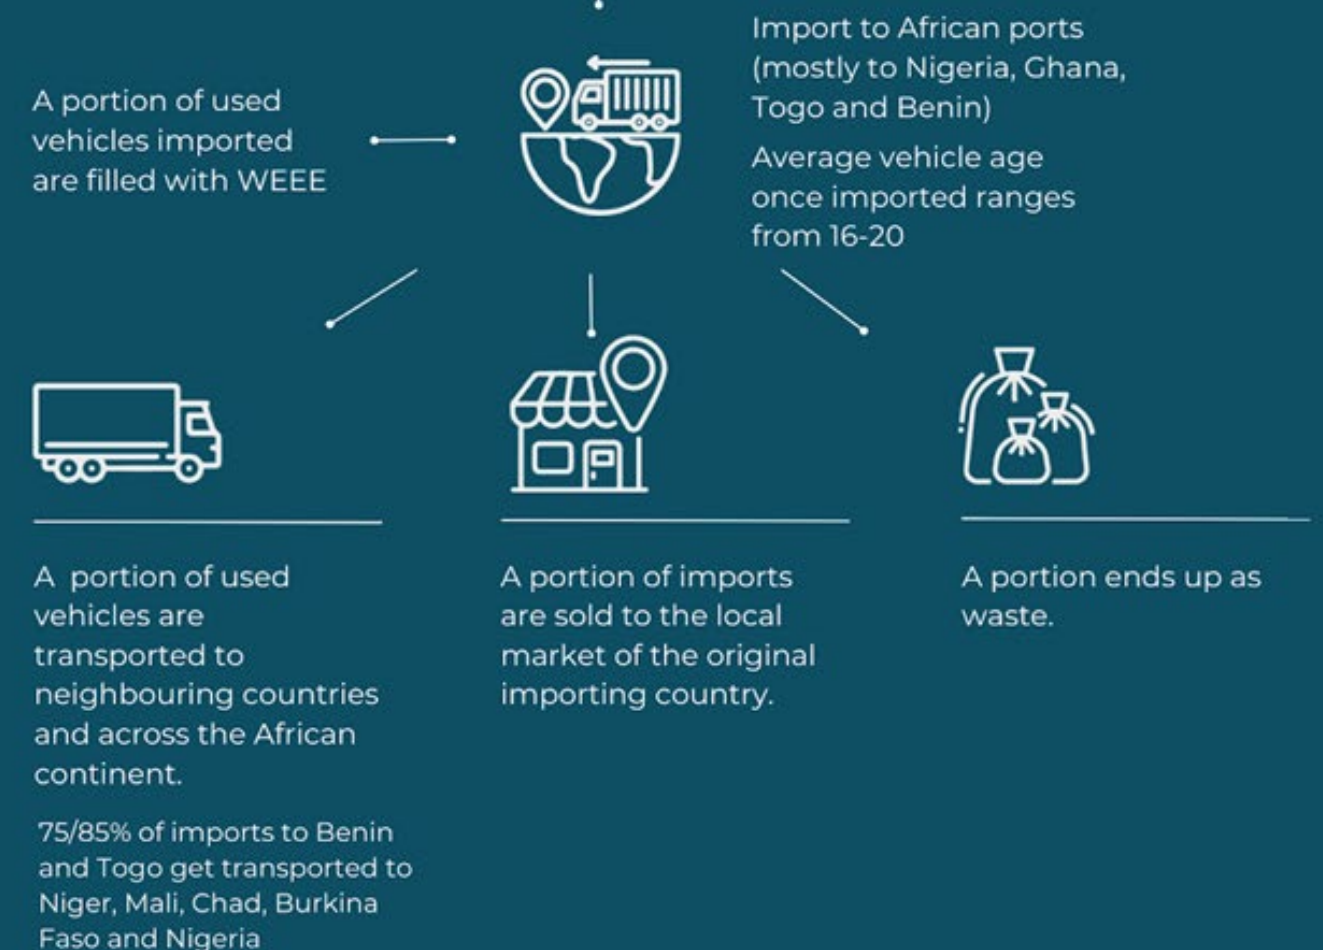 A portion of used
vehicles imported
are filled with WEEE
Import to African ports
(mostly to Nigeria, Ghana,
Togo and Benin)
Average vehicle age
once imported ranges
from 16-20
A portion of used
vehicles are
transported to
neighbouring countries
and across the African
continent.
75/85% of imports to Benin
and Togo get transported to
Niger, Mali, Chad, Burkina
Faso and Nigeria
A portion of imports
are sold to the local
market of the original
importing country.
A portion ends up as
waste.